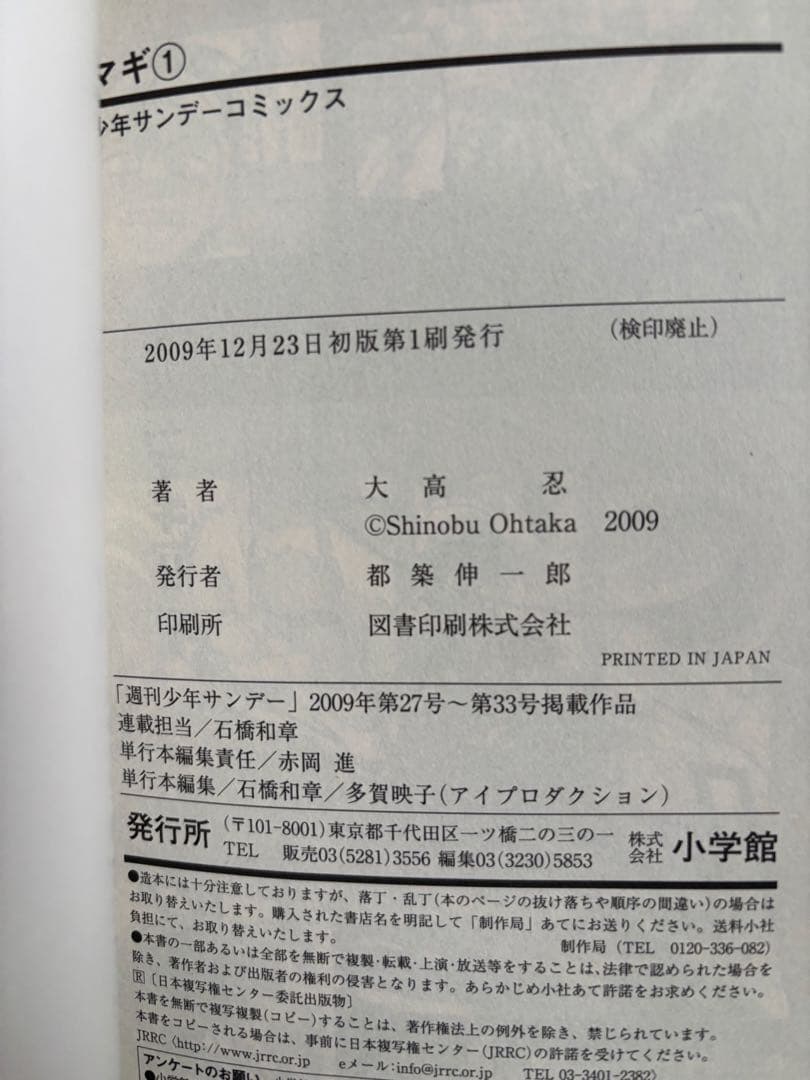 マギ①
少年サンデーコミックス
2009年12月23日初版第1刷発行 (検印廃止)
著者 大高 忍
©Shinobu Ohtaka 2009
発行者 都築伸一郎
印刷所 図書印刷株式会社
PRINTED IN JAPAN
「週刊少年サンデー」2009年第27号〜第33号掲載作品
連載担当/石橋和章
単行本編集責任/赤岡 進
単行本編集/石橋和章/多賀映子(アイプロダクション)
発行所 (〒101-8001)東京都千代田区一ツ橋二の三の一 株式会社 小学館
TEL 販売03(5281)3556 編集03(3230)5853
●造本には十分注意しておりますが、落丁・乱丁(本のページの抜け落ちや順序の間違い)の場合は
お取り替えいたします。購入された書店名を明記して「制作局」あてにお送りください。送料小社
負担にて、お取り替えいたします。 制作局(TEL 0120-336-082)
●本書の一部あるいは全部を無断で複製・転載・上演・放送等をすることは、法律で認められた場合を
除き、著作者および出版者の権利の侵害となります。あらかじめ小社あて許諾をお求めください。
R〔日本複写権センター委託出版物〕
本書を無断で複写複製(コピー)することは、著作権法上の例外を除き、禁じられています。
本書をコピーされる場合は、事前に日本複写権センター(JRRC)の許諾を受けてください。
JRRC〈http://www.jrrc.or.jp eメール:info@jrrc.or.jp TEL 03-3401-2382〉
アンケートのお願い